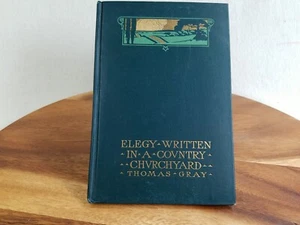 ELEGY·WRITTEN
·IN·A·COVNTRY·
··CHVRCHYARD··
·THOMAS·GRAY·